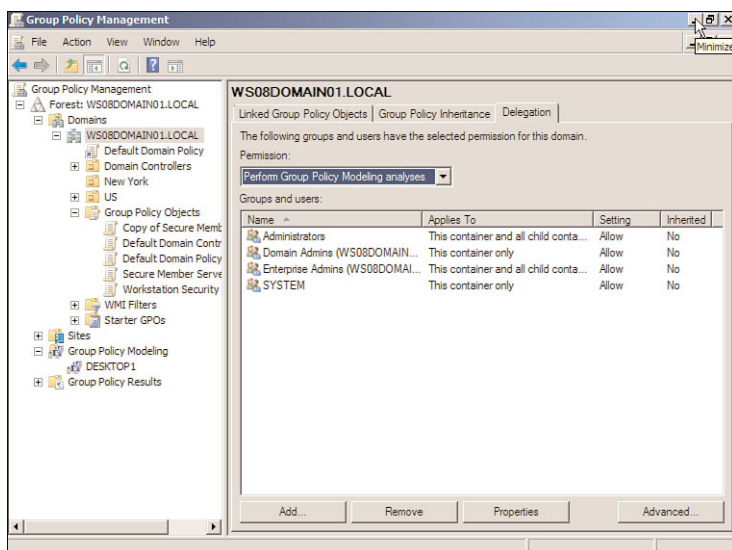 Group Policy Management
File Action View Window Help
Minimize
Group Policy Management
Forest: WS08DOMAIN01.LOCAL
Domains
WS08DOMAIN01.LOCAL
Default Domain Policy
Domain Controllers
New York
US
Group Policy Objects
Copy of Secure Memb
Default Domain Contr
Default Domain Policy
Secure Member Serve
Workstation Security
WMI Filters
Starter GPOs
Sites
Group Policy Modeling
DESKTOP1
Group Policy Results
WS08DOMAIN01.LOCAL
Linked Group Policy Objects Group Policy Inheritance Delegation
The following groups and users have the selected permission for this domain.
Permission:
Perform Group Policy Modeling analyses
Groups and users:
Name Applies To Setting Inherited
Administrators This container and all child conta... Allow No
Domain Admins (WS08DOMAIN... This container only Allow No
Enterprise Admins (WS08DOMAI... This container and all child conta... Allow No
SYSTEM This container only Allow No
Add... Remove Properties Advanced...